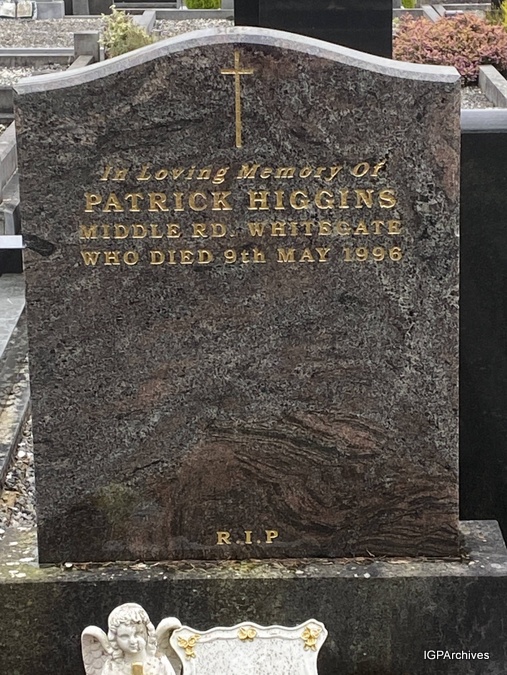 In Loving Memory Of
PATRICK HIGGINS
MIDDLE RD. WHITEGATE
WHO DIED 9th MAY 1996
R.I.P
IGPArchives